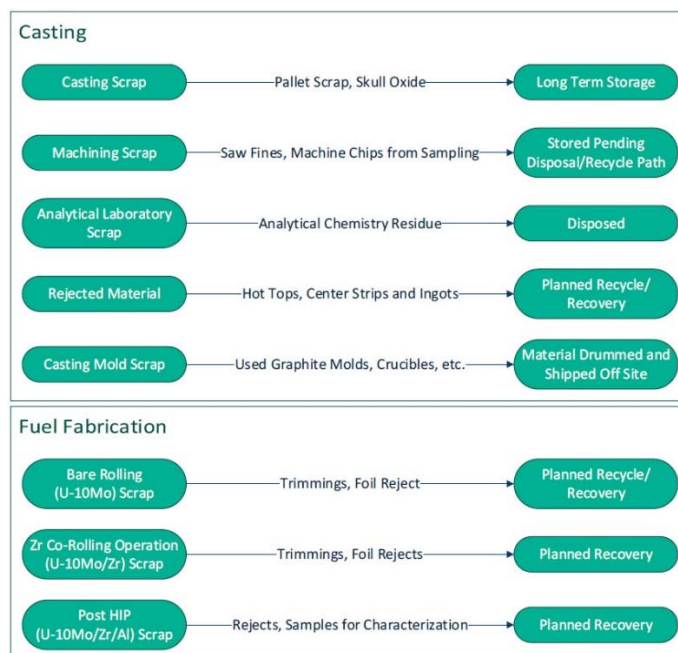 Casting
Casting Scrap
Pallet Scrap, Skull Oxide
Long Term Storage
Machining Scrap
Saw Fines, Machine Chips from Sampling
Stored Pending
Disposal/Recycle Path
Analytical Laboratory
Scrap
Analytical Chemistry Residue
Disposed
Rejected Material
Hot Tops, Center Strips and Ingots
Planned Recycle/
Recovery
Casting Mold Scrap
Used Graphite Molds, Crucibles, etc.
Material Drummed and
Shipped Off Site
Fuel Fabrication
Bare Rolling
(U-10Mo) Scrap
Trimmings, Foil Reject
Planned Recycle/
Recovery
Zr Co-Rolling Operation
(U-10Mo/Zr) Scrap
Trimmings, Foil Rejects
Planned Recovery
Post HIP
(U-10Mo/Zr/Al) Scrap
Rejects, Samples for Characterization
Planned Recovery